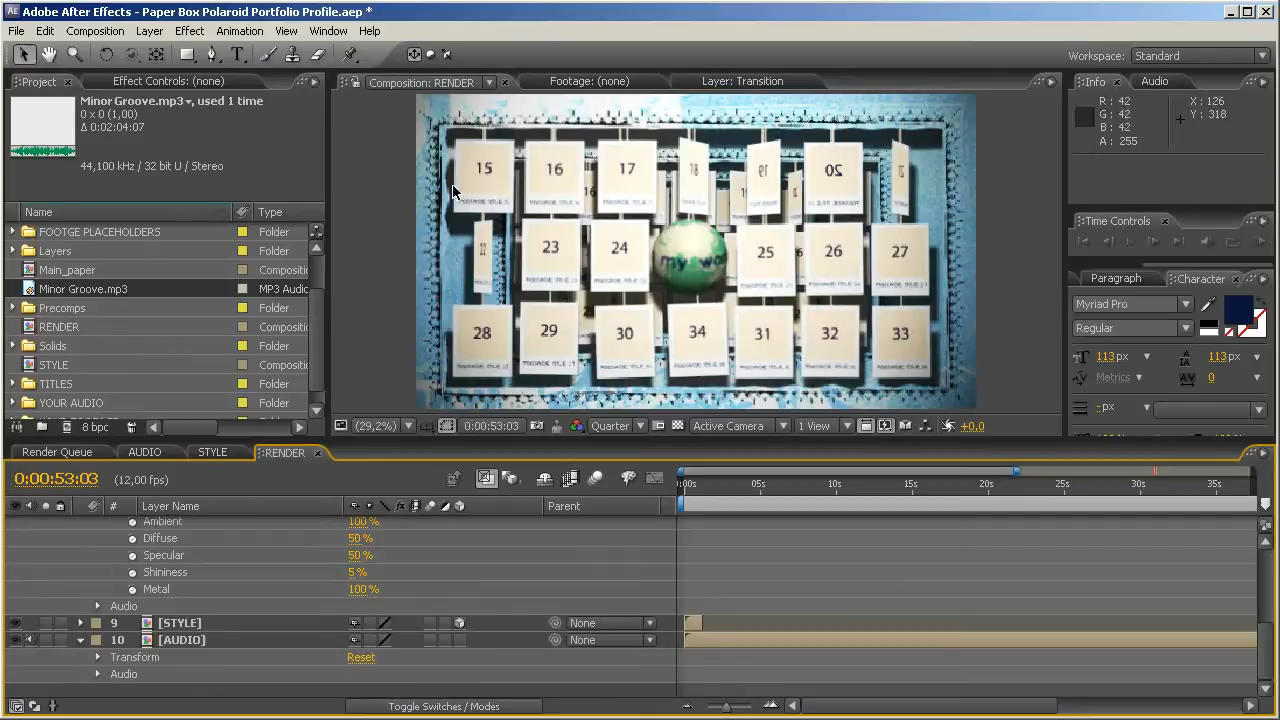 Adobe After Effects - Paper Box Polaroid Portfolio Profile.aep *
File Edit Composition Layer Effect Animation View Window Help
Workspace: Standard
Project Effect Controls: (none) Composition: RENDER Footage: (none) Layer: Transition Info Audio
Minor Groove.mp3, used 1 time
0 x 0 (1,00)
Δ 0:02:04:07
44,100 kHz / 32 bit U / Stereo
R: 42 X: 126
G: 42 Y: 318
B: 42
A: 255
Name Type
FOOTGE PLACEHOLDERS Folder
Layers Folder
Main_paper Compositi
Minor Groove.mp3 MP3 Audio
Precomps Folder
RENDER Compositi
Solids Folder
STYLE Compositi
TITLES Folder
YOUR AUDIO Folder
8 bpc
15 16 17 18 19 20
22 23 24 25 26 27
28 29 30 34 31 32 33
Time Controls
Paragraph Character
Myriad Pro
Regular
113 px 113 px
Metrics 0
- px
(29,2%) 0:00:53:03 Quarter Active Camera 1 View +0,0
Render Queue AUDIO STYLE RENDER
0:00:53:03 (12,00 fps)
:00s 05s 10s 15s 20s 25s 30s 35s
# Layer Name Parent
Ambient 100 %
Diffuse 50 %
Specular 50 %
Shininess 5 %
Metal 100 %
Audio
9 [STYLE] None
10 [AUDIO] None
Transform Reset
Audio
Toggle Switches / Modes